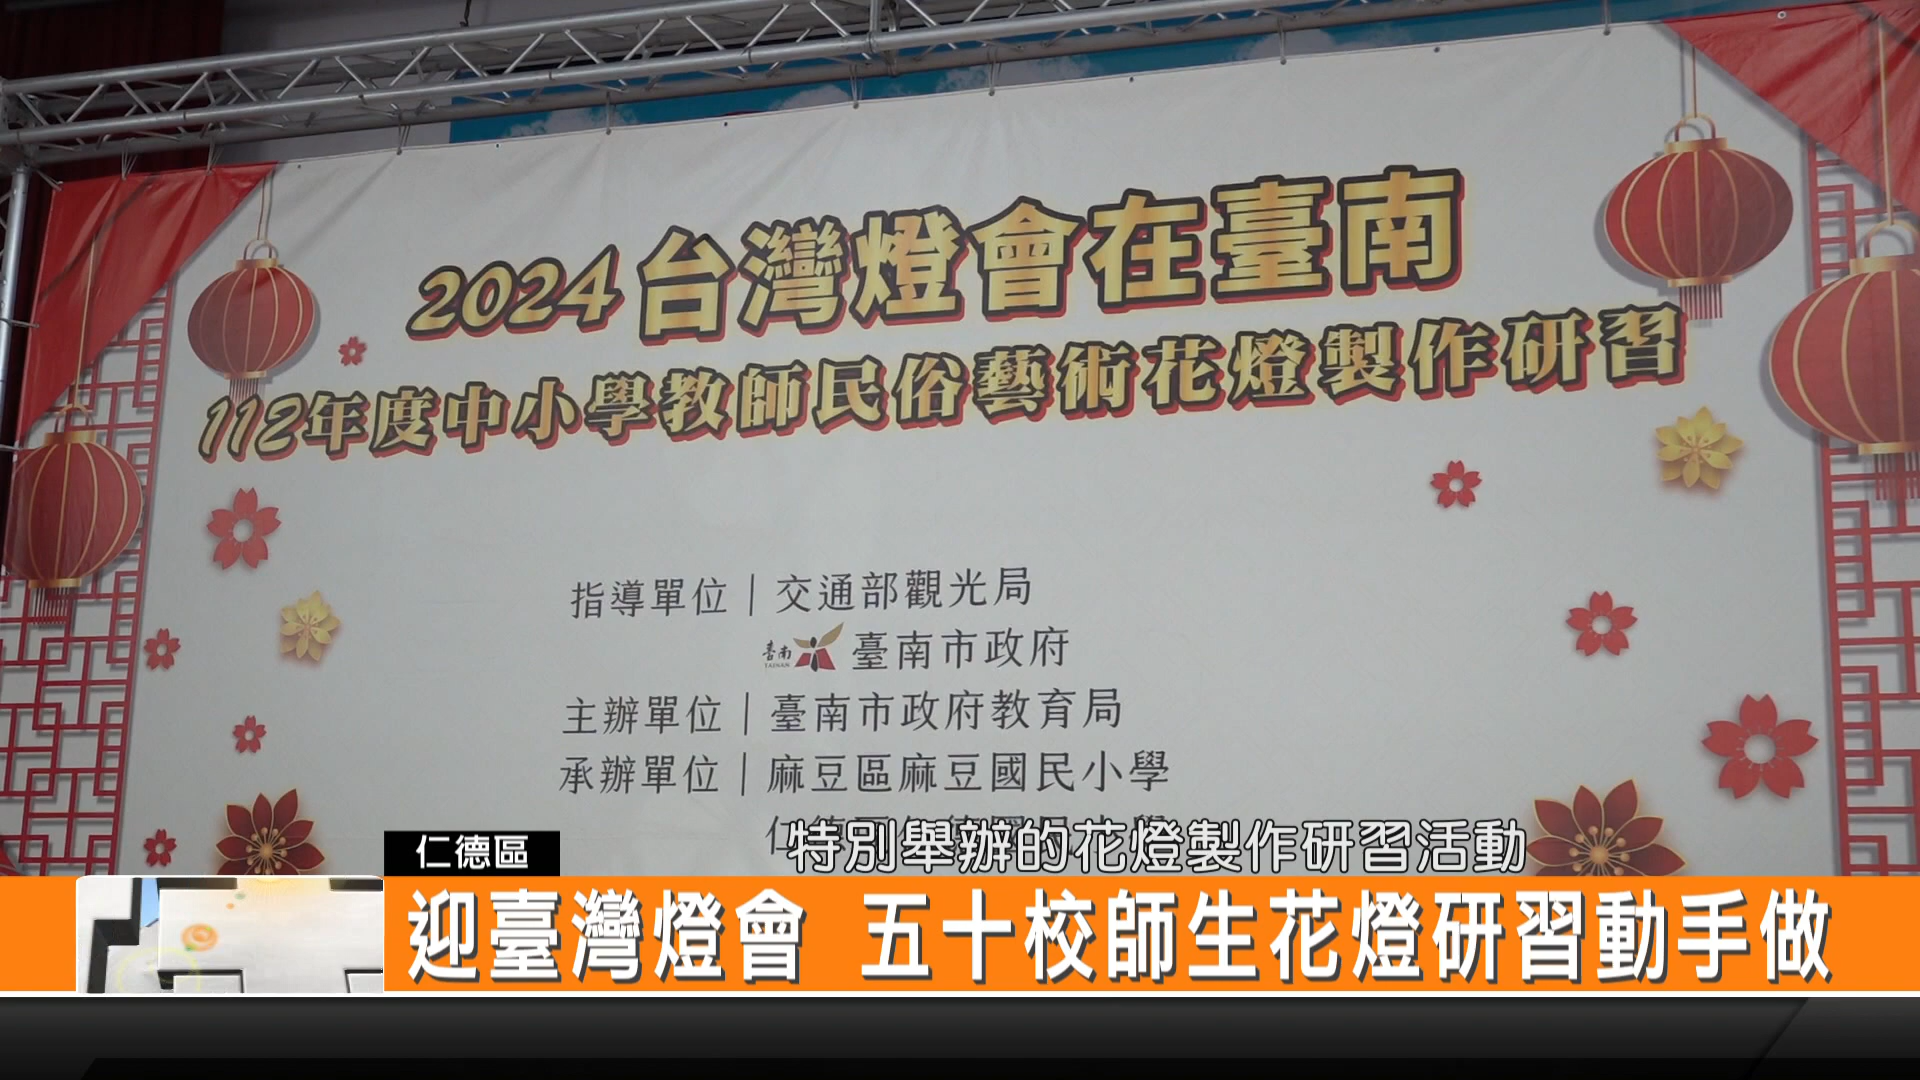 2024台灣燈會在臺南
112年度中小學教師民俗藝術花燈製作研習
指導單位｜交通部觀光局
臺南 TAINAN 臺南市政府
主辦單位｜臺南市政府教育局
承辦單位｜麻豆區麻豆國民小學
特別舉辦的花燈製作研習活動
仁德區
迎臺灣燈會 五十校師生花燈研習動手做